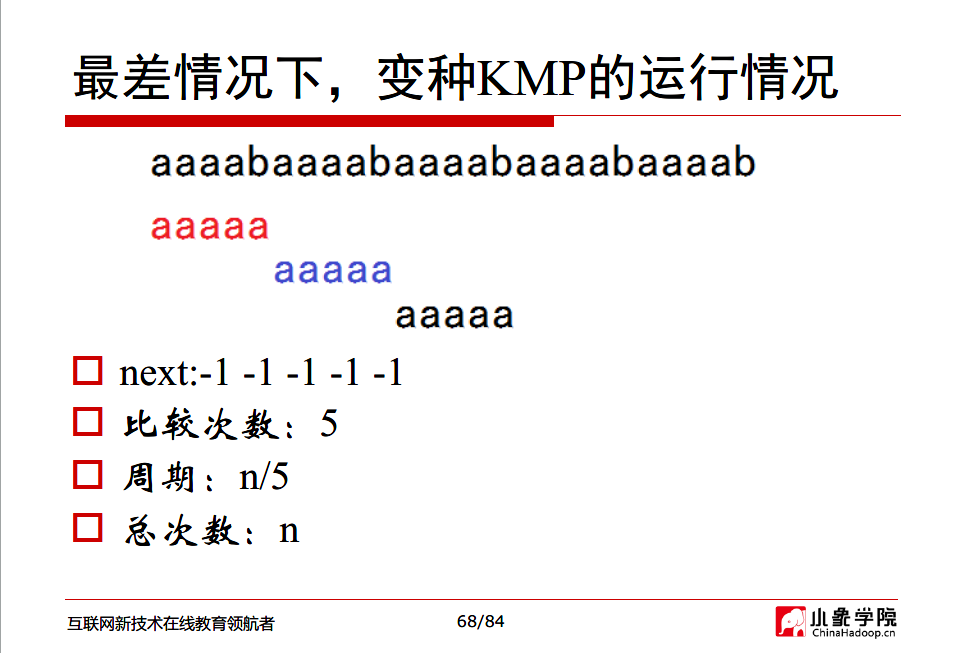 最差情况下，变种KMP的运行情况
aaaabaaaabaaaabaaaabaaaab
aaaaa
aaaaa
aaaaa
next:-1 -1 -1 -1 -1
比较次数：5
周期：n/5
总次数：n
互联网新技术在线教育领航者
68/84
小象学院
ChinaHadoop.cn